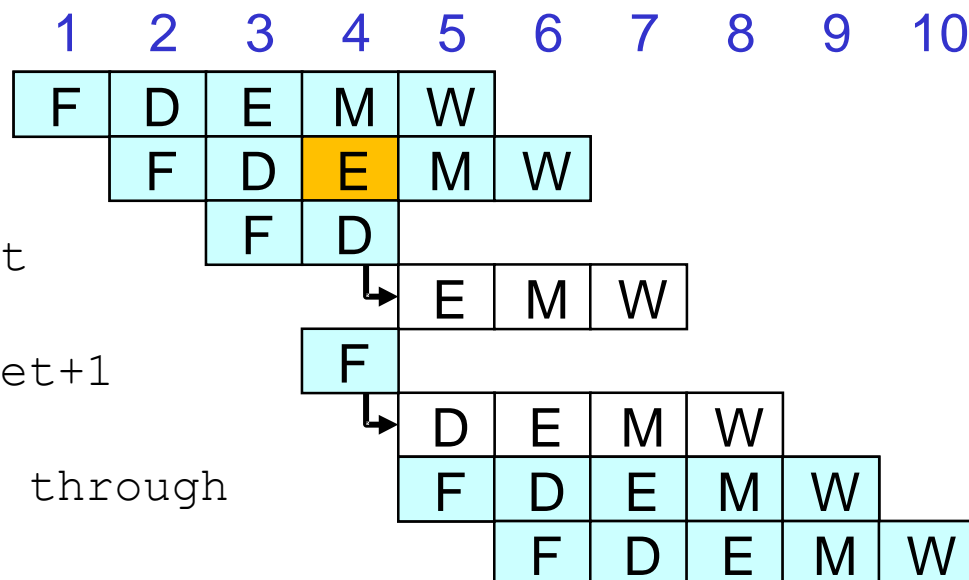 1 2 3 4 5 6 7 8 9 10
F D E M W
F D E M W
F D
t
E M W
F
et+1
D E M W
through F D E M W
F D E M W